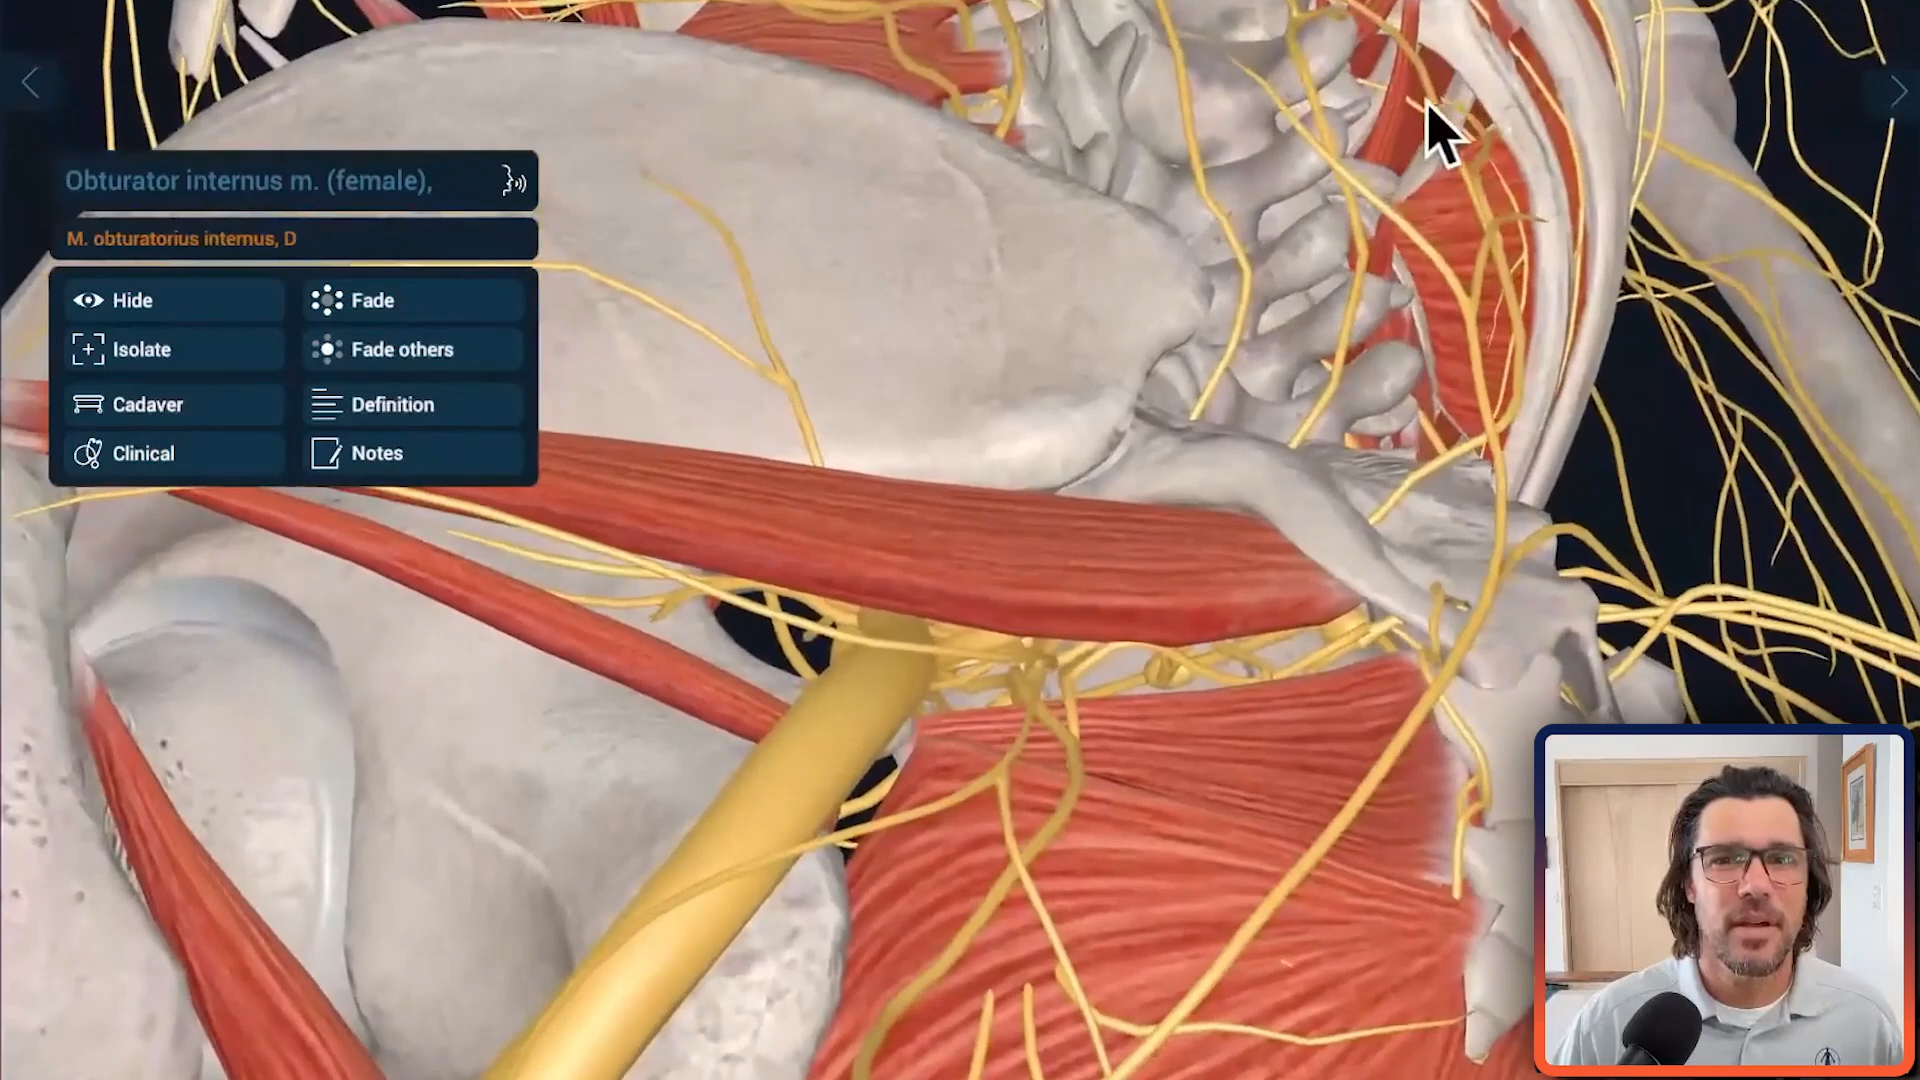 Obturator internus m. (female),
M. obturatorius internus, D
Hide
Fade
Isolate
Fade others
Cadaver
Definition
Clinical
Notes